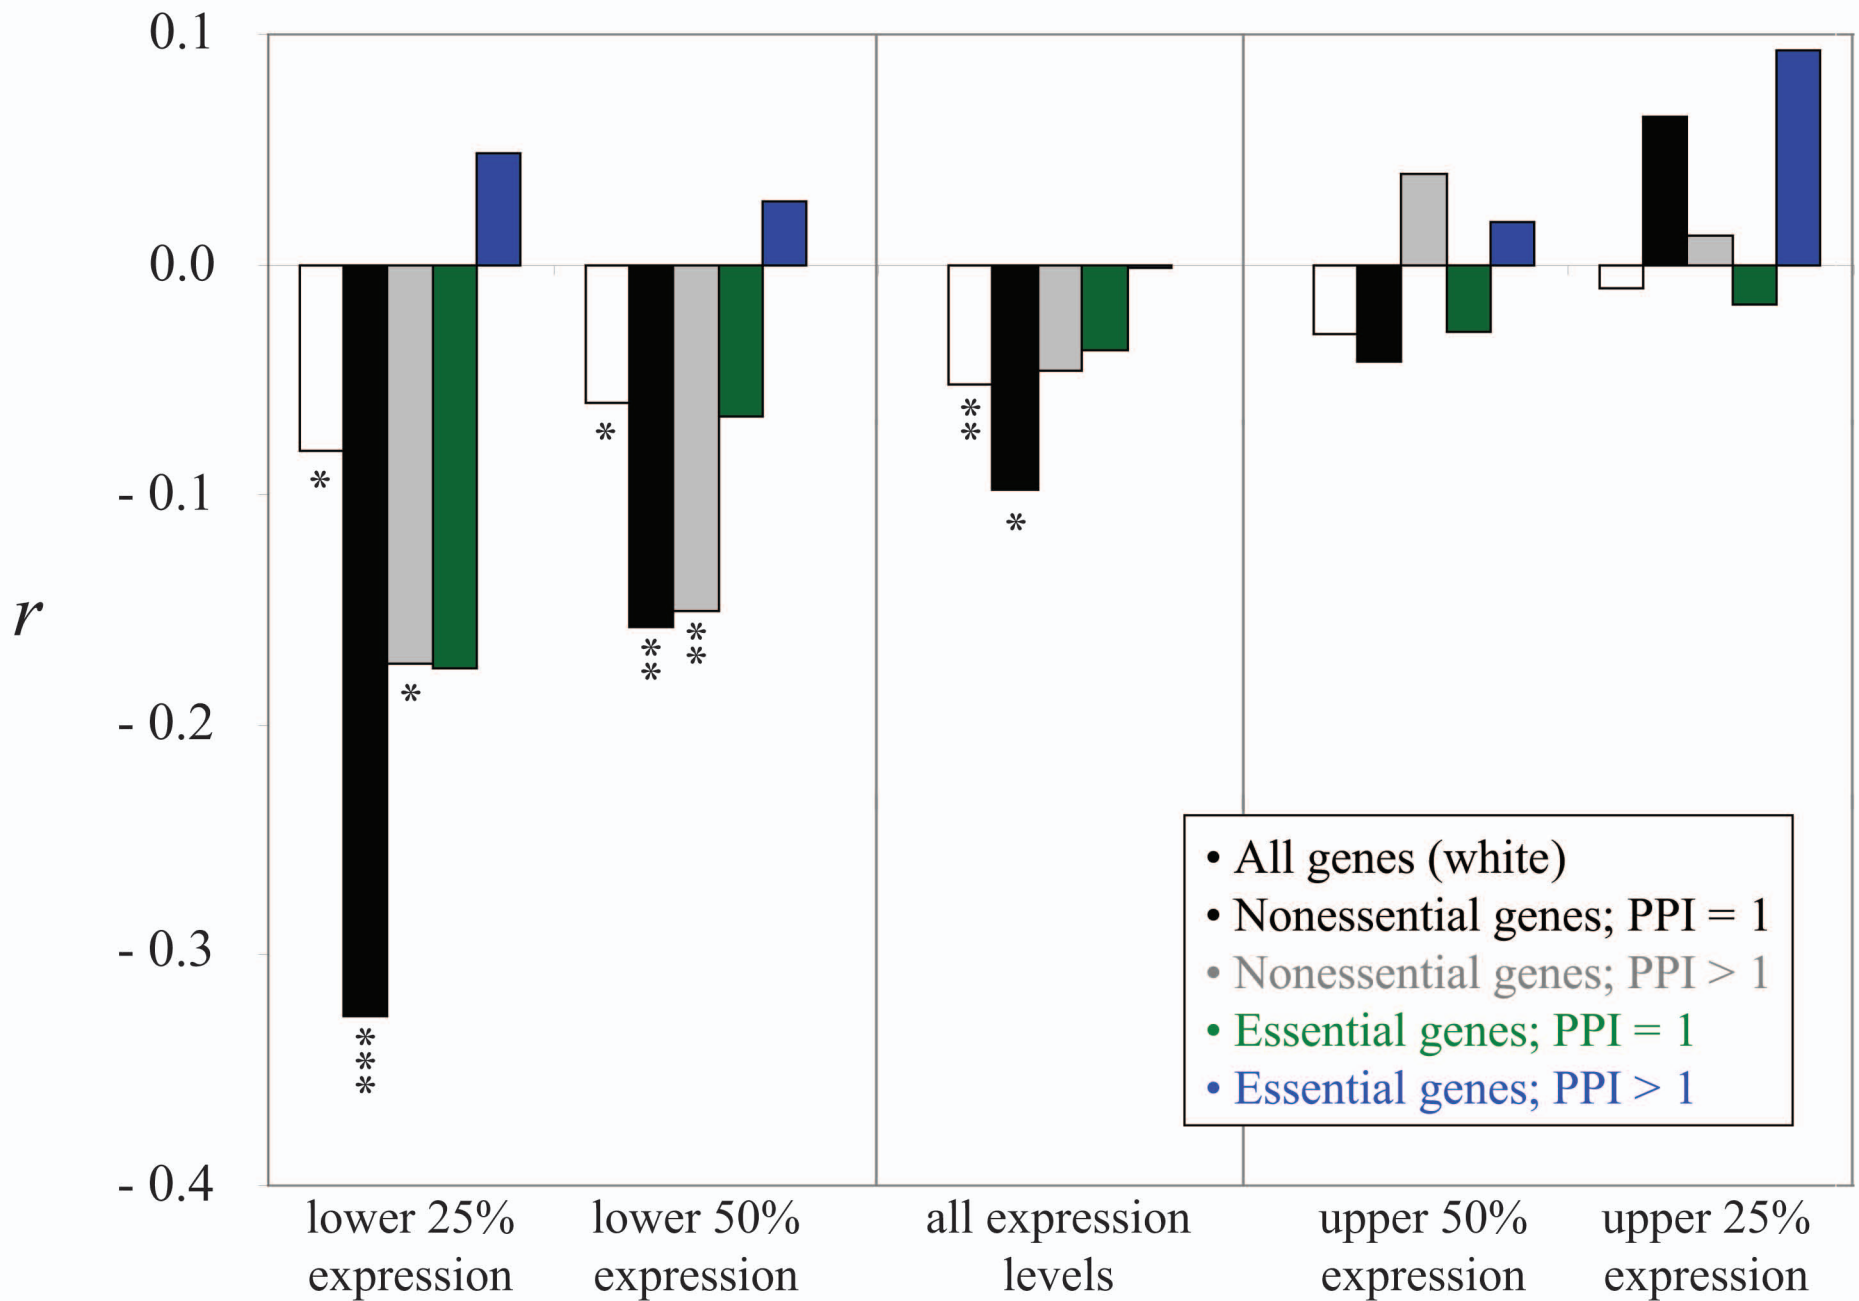 0.1
0.0
- 0.1
- 0.2
- 0.3
- 0.4
r
*
***
*
*
**
**
**
*
• All genes (white)
• Nonessential genes; PPI = 1
• Nonessential genes; PPI > 1
• Essential genes; PPI = 1
• Essential genes; PPI > 1
lower 25%
expression
lower 50%
expression
all expression
levels
upper 50%
expression
upper 25%
expression